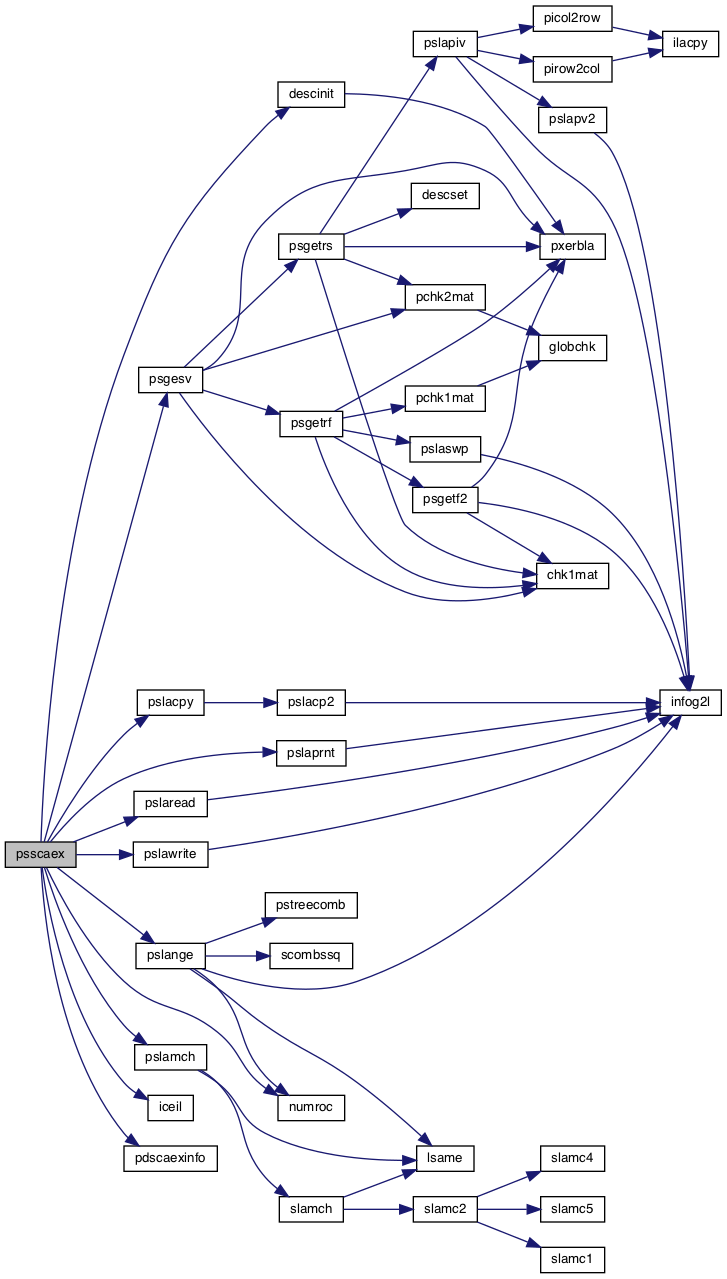 picol2row
pslapiv
ilacpy
pirow2col
descinit
pslapv2
descset
psgetrs
pxerbla
pchk2mat
globchk
psgesv
pchk1mat
psgetrf
pslaswp
psgetf2
chk1mat
pslacpy
pslacp2
infog2l
pslaprnt
pslaread
psscaex
pslawrite
pstreecomb
pslange
scombssq
pslamch
iceil
numroc
pdscaexinfo
lsame
slamc4
slamch
slamc2
slamc5
slamc1